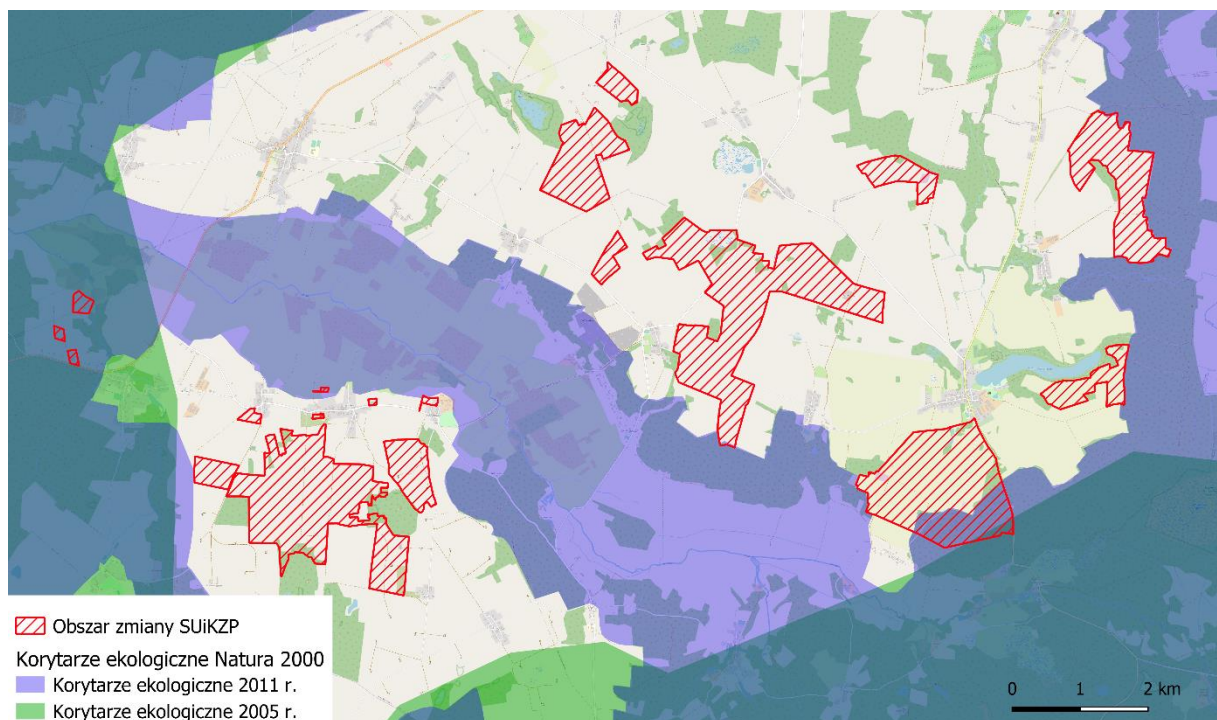 Obszar zmiany SUiKZP
Korytarze ekologiczne Natura 2000
Korytarze ekologiczne 2011 r.
Korytarze ekologiczne 2005 r.
0 1 2 km